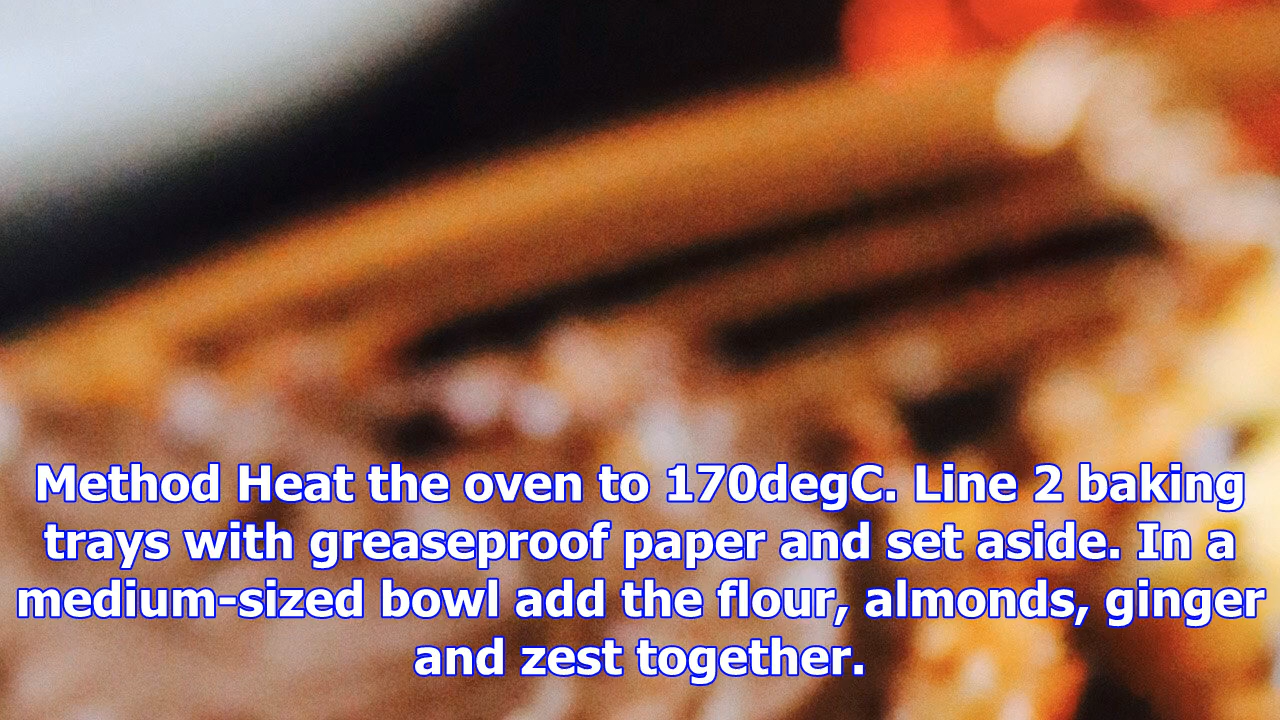 Method Heat the oven to 170degC. Line 2 baking
trays with greaseproof paper and set aside. In a
medium-sized bowl add the flour, almonds, ginger
and zest together.